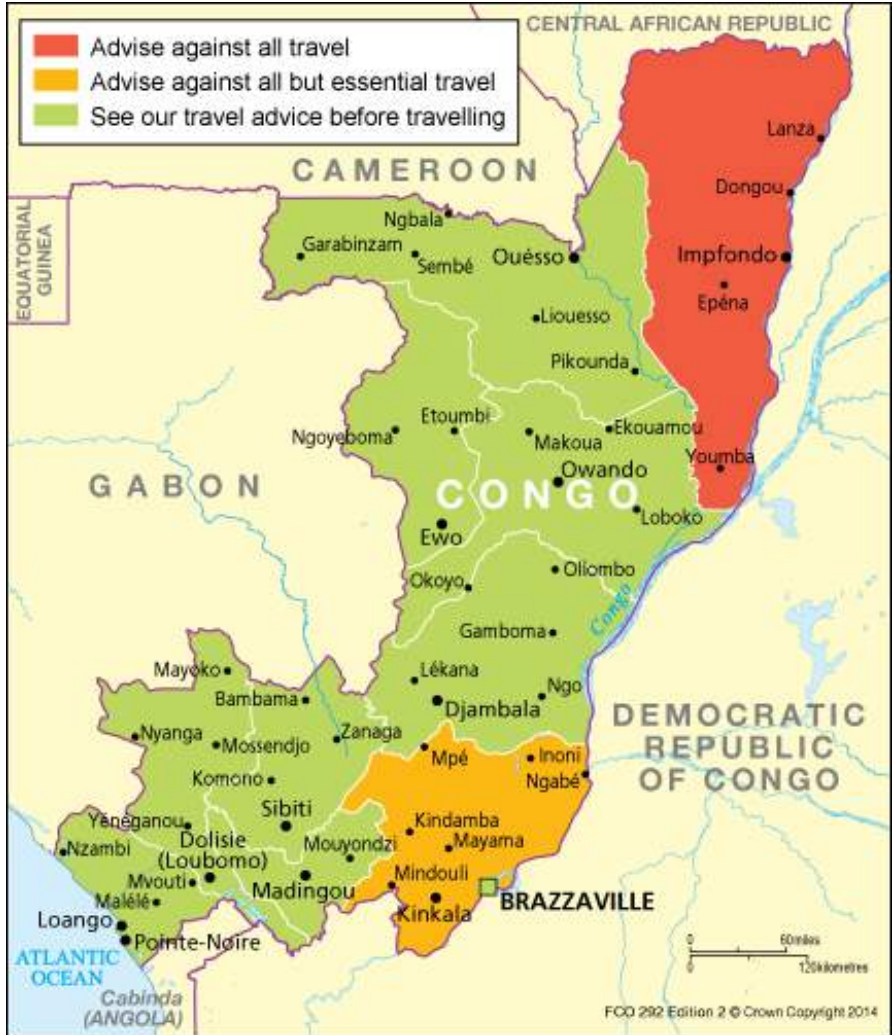 Advise against all travel
Advise against all but essential travel
See our travel advice before travelling
CENTRAL AFRICAN REPUBLIC
CAMEROON
EQUATORIAL
GUINEA
Lanza
Dongou
Ngbala
Garabinzam
Sembé
Ouésso
Impfondo
Epéna
Liouesso
Pikounda
Etoumbi
Ngoyeboma
Makoua
Ekouamou
Youmba
GABON
Owando
CONGO
Loboko
Ewo
Okoyo
Ollombo
Congo
Gamboma
Mayoko
Lékana
Bambama
Ngo
Djambala
DEMOCRATIC
REPUBLIC
OF CONGO
Nyanga
Mossendjo
Zanaga
Mpé
Inoni
Ngabé
Komono
Sibiti
Yénéganou
Kindamba
Dolisie
(Loubomo)
Mouyondzi
Mayama
Nzambi
Mvouti
Madingou
Mindouli
Malélé
Kinkala
BRAZZAVILLE
Loango
Pointe-Noire
ATLANTIC
OCEAN
Cabinda
(ANGOLA)
0 60miles
0 120kilometres
FCO 292 Edition 2 © Crown Copyright 2014